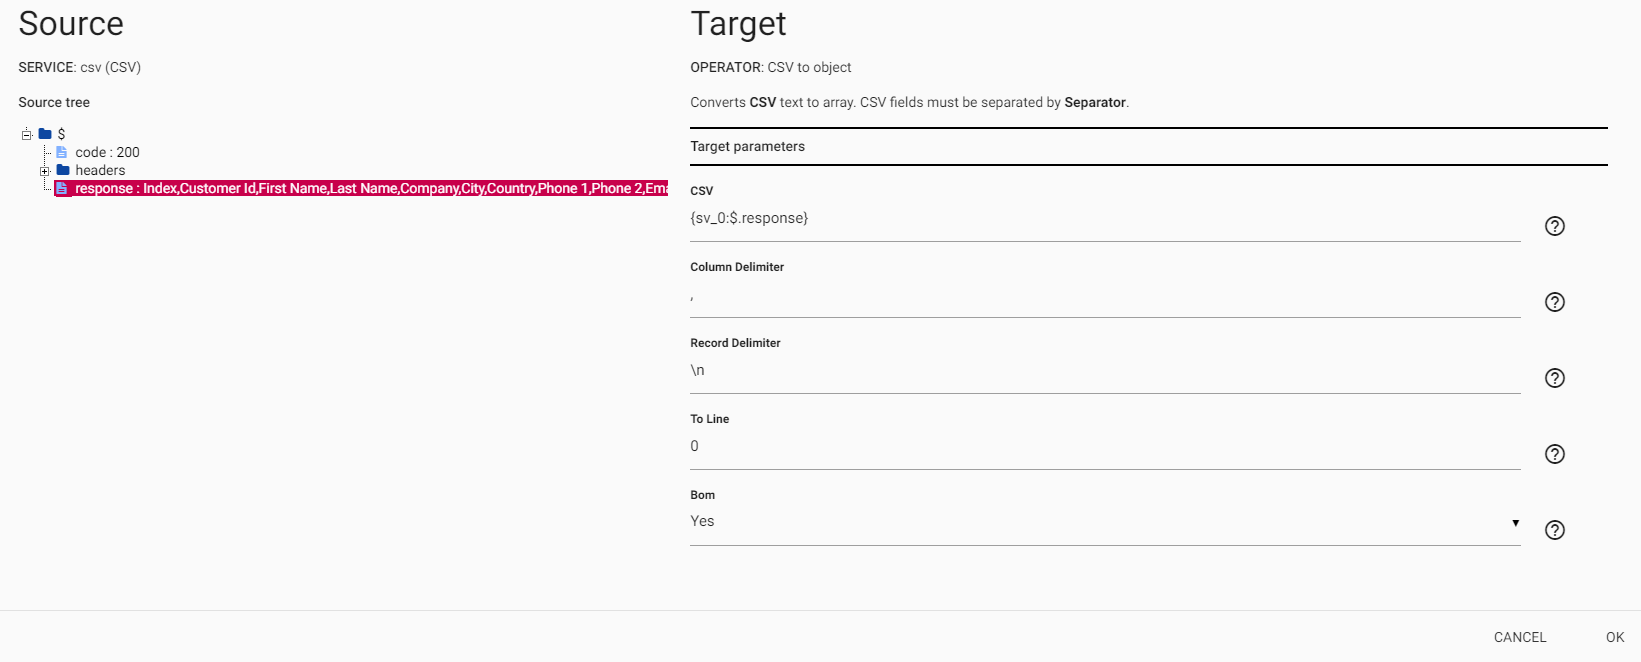 Source
SERVICE: csv (CSV)
Source tree
$
code : 200
headers
response : Index,Customer Id,First Name,Last Name,Company,City,Country,Phone 1,Phone 2,Ema
Target
OPERATOR: CSV to object
Converts CSV text to array. CSV fields must be separated by Separator.
Target parameters
CSV
{sv_0:$.response}
Column Delimiter
,
Record Delimiter
\n
To Line
0
Bom
Yes
CANCEL
OK